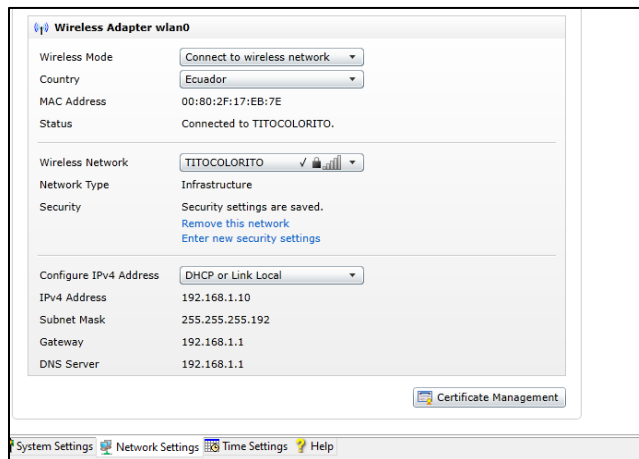 Wireless Adapter wlan0
Wireless Mode Connect to wireless network
Country Ecuador
MAC Address 00:80:2F:17:EB:7E
Status Connected to TITOCOLORITO.
Wireless Network TITOCOLORITO
Network Type Infrastructure
Security Security settings are saved.
Remove this network
Enter new security settings
Configure IPv4 Address DHCP or Link Local
IPv4 Address 192.168.1.10
Subnet Mask 255.255.255.192
Gateway 192.168.1.1
DNS Server 192.168.1.1
Certificate Management
System Settings Network Settings Time Settings Help